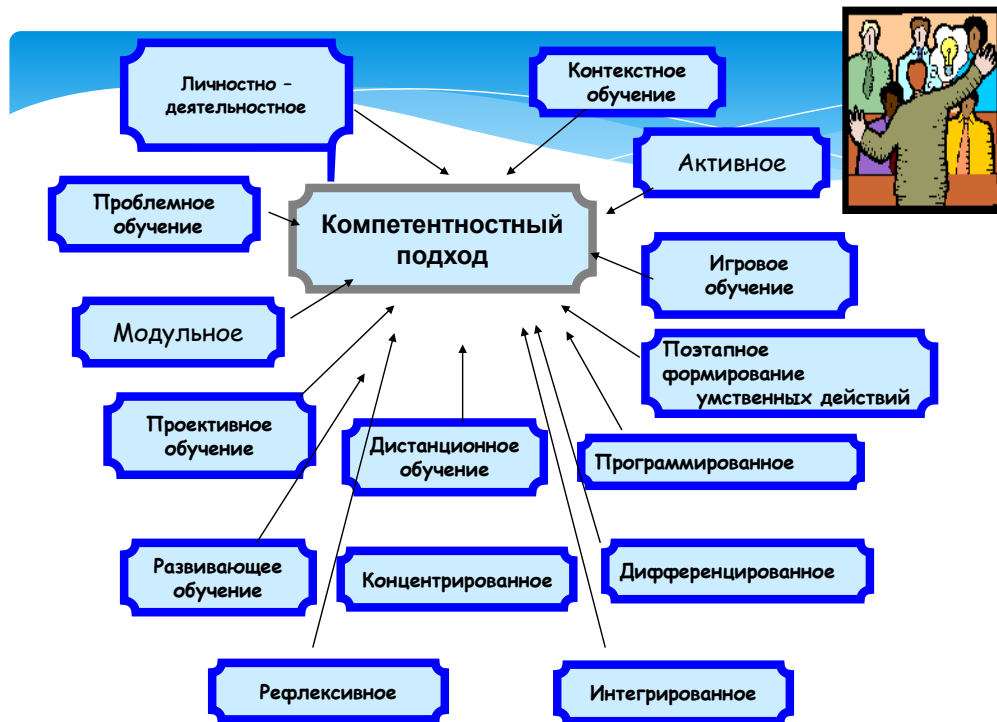 Личностно –
деятельностное
Контекстное
обучение
Активное
Проблемное
обучение
Компетентностный
подход
Игровое
обучение
Модульное
Поэтапное
формирование
умственных действий
Проективное
обучение
Дистанционное
обучение
Программированное
Развивающее
обучение
Концентрированное
Дифференцированное
Рефлексивное
Интегрированное